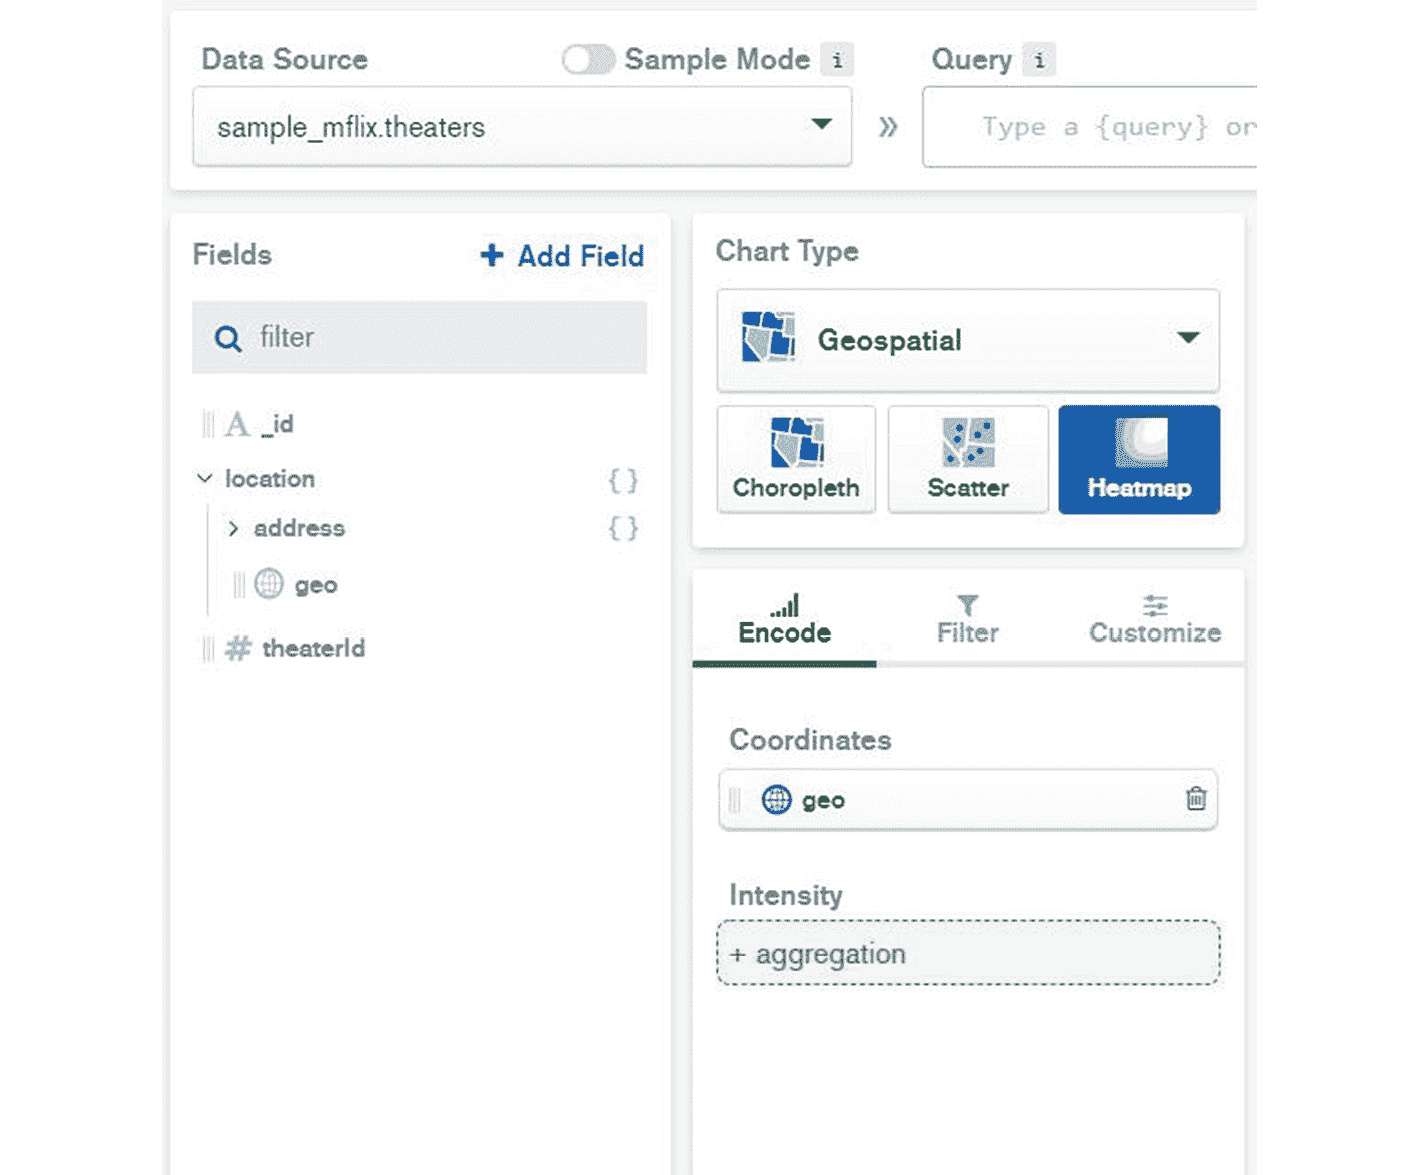 Data Source
Sample Mode i
Query i
sample_mflix.theaters
»
Type a {query} or
Fields
+ Add Field
filter
A _id
location { }
address { }
geo
# theaterId
Chart Type
Geospatial
Choropleth
Scatter
Heatmap
Encode
Filter
Customize
Coordinates
geo
Intensity
+ aggregation